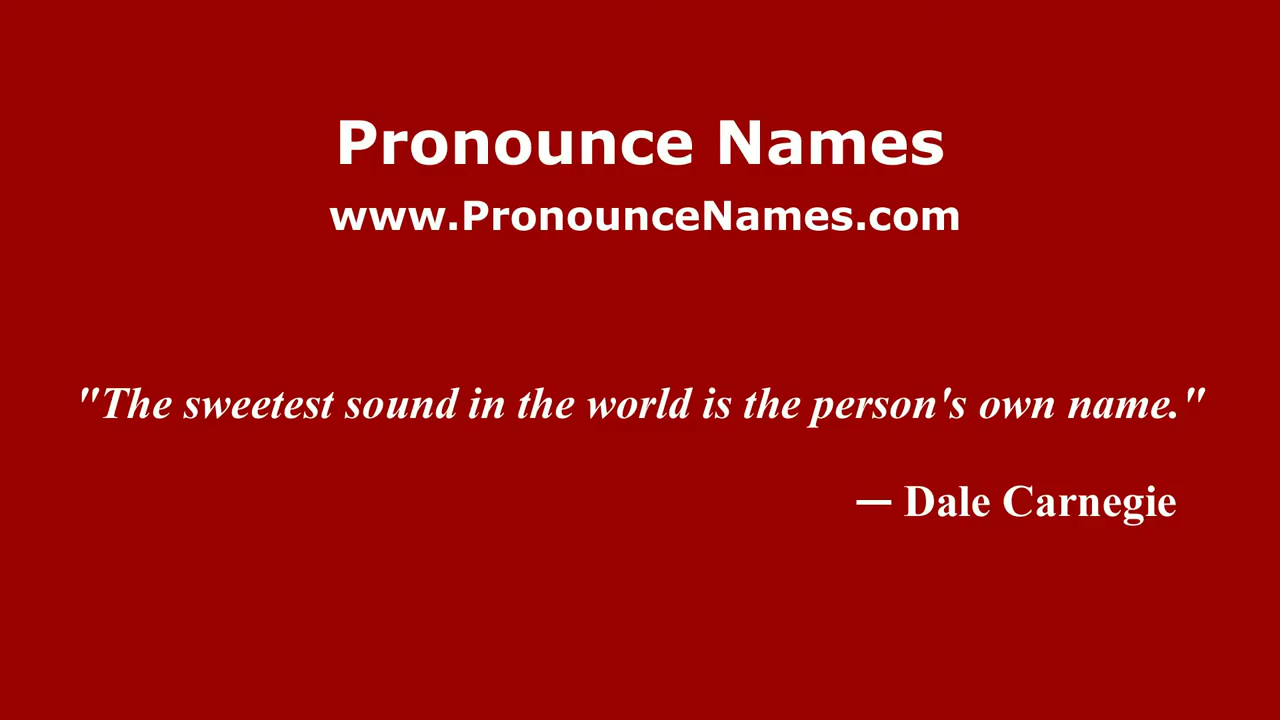 Pronounce Names
www.PronounceNames.com
"The sweetest sound in the world is the person's own name."
— Dale Carnegie